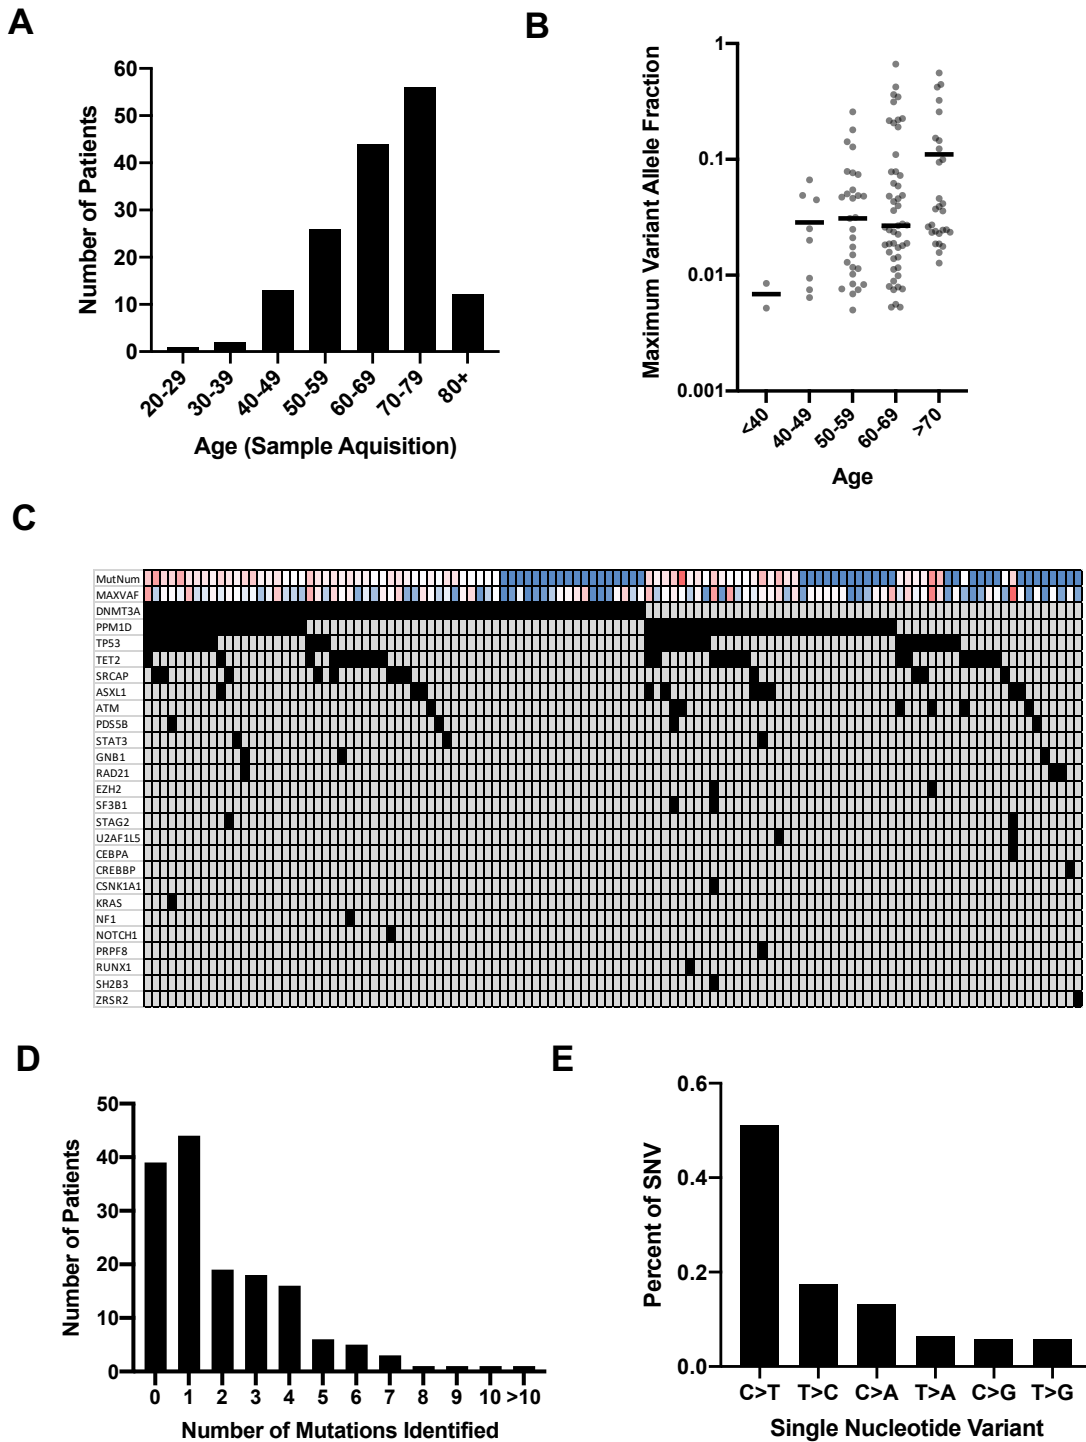 A
B
60
50
40
30
20
10
0
Number of Patients
20-29
30-39
40-49
50-59
60-69
70-79
80+
Age (Sample Aquisition)
1
0.1
0.01
0.001
Maximum Variant Allele Fraction
<40
40-49
50-59
60-69
>70
Age
C
MutNum
MAXVAF
DNMT3A
PPM1D
TP53
TET2
SRCAP
ASXL1
ATM
PDS5B
STAT3
GNB1
RAD21
EZH2
SF3B1
STAG2
U2AF1L5
CEBPA
CREBBP
CSNK1A1
KRAS
NF1
NOTCH1
PRPF8
RUNX1
SH2B3
ZRSR2
D
E
50
40
30
20
10
0
Number of Patients
0 1 2 3 4 5 6 7 8 9 10 >10
Number of Mutations Identified
0.6
0.4
0.2
0.0
Percent of SNV
C>T T>C C>A T>A C>G T>G
Single Nucleotide Variant